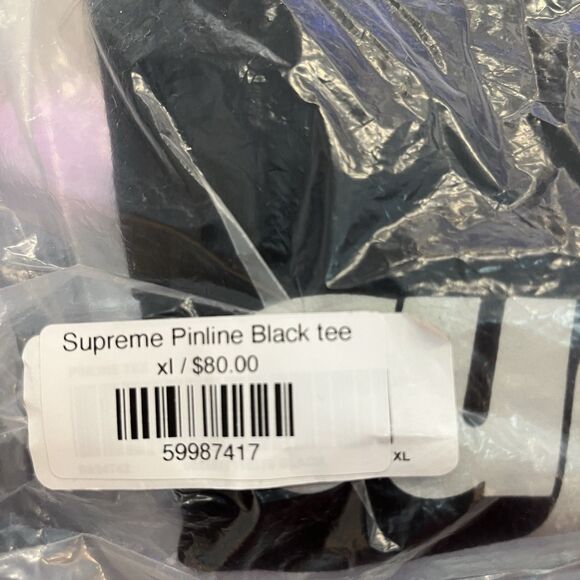 Supreme Pinline Black tee
xl / $80.00
59987417
XL